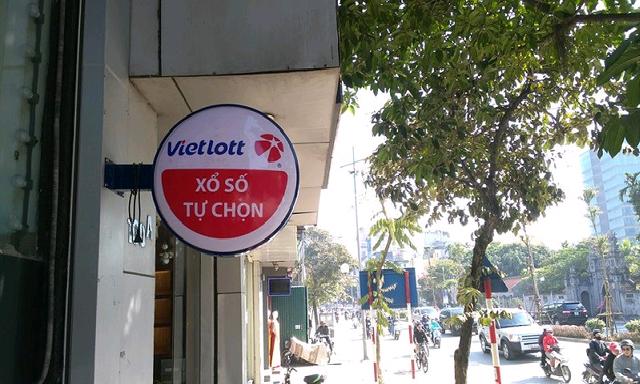 Vietlott
XỔ SỐ
TỰ CHỌN